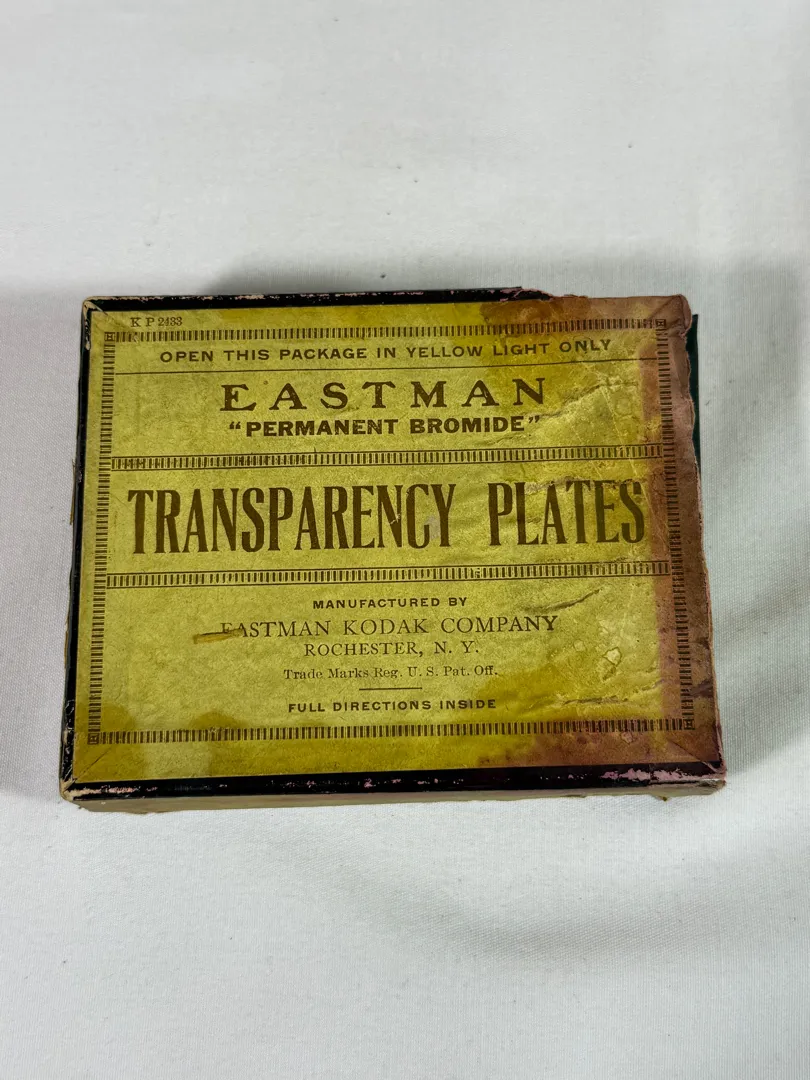 K P 2433
OPEN THIS PACKAGE IN YELLOW LIGHT ONLY
EASTMAN
“PERMANENT BROMIDE”
TRANSPARENCY PLATES
MANUFACTURED BY
EASTMAN KODAK COMPANY
ROCHESTER, N. Y.
Trade Marks Reg. U. S. Pat. Off.
FULL DIRECTIONS INSIDE